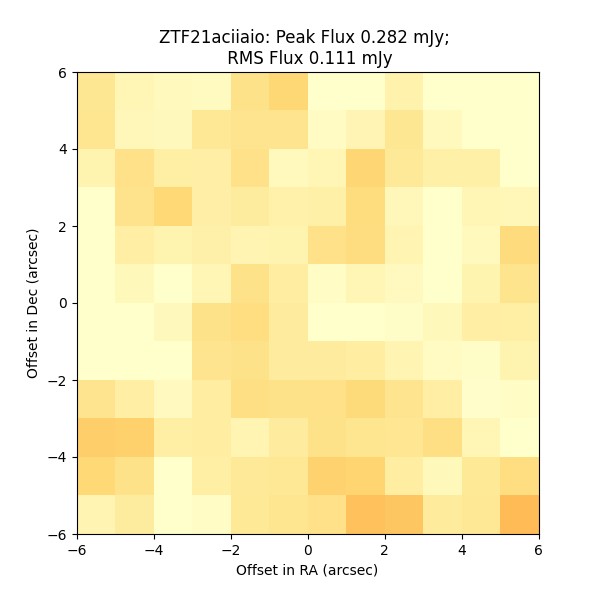 ZTF21aciiaio: Peak Flux 0.282 mJy;
RMS Flux 0.111 mJy
6
4
2
0
−2
−4
−6
Offset in Dec (arcsec)
−6 −4 −2 0 2 4 6
Offset in RA (arcsec)